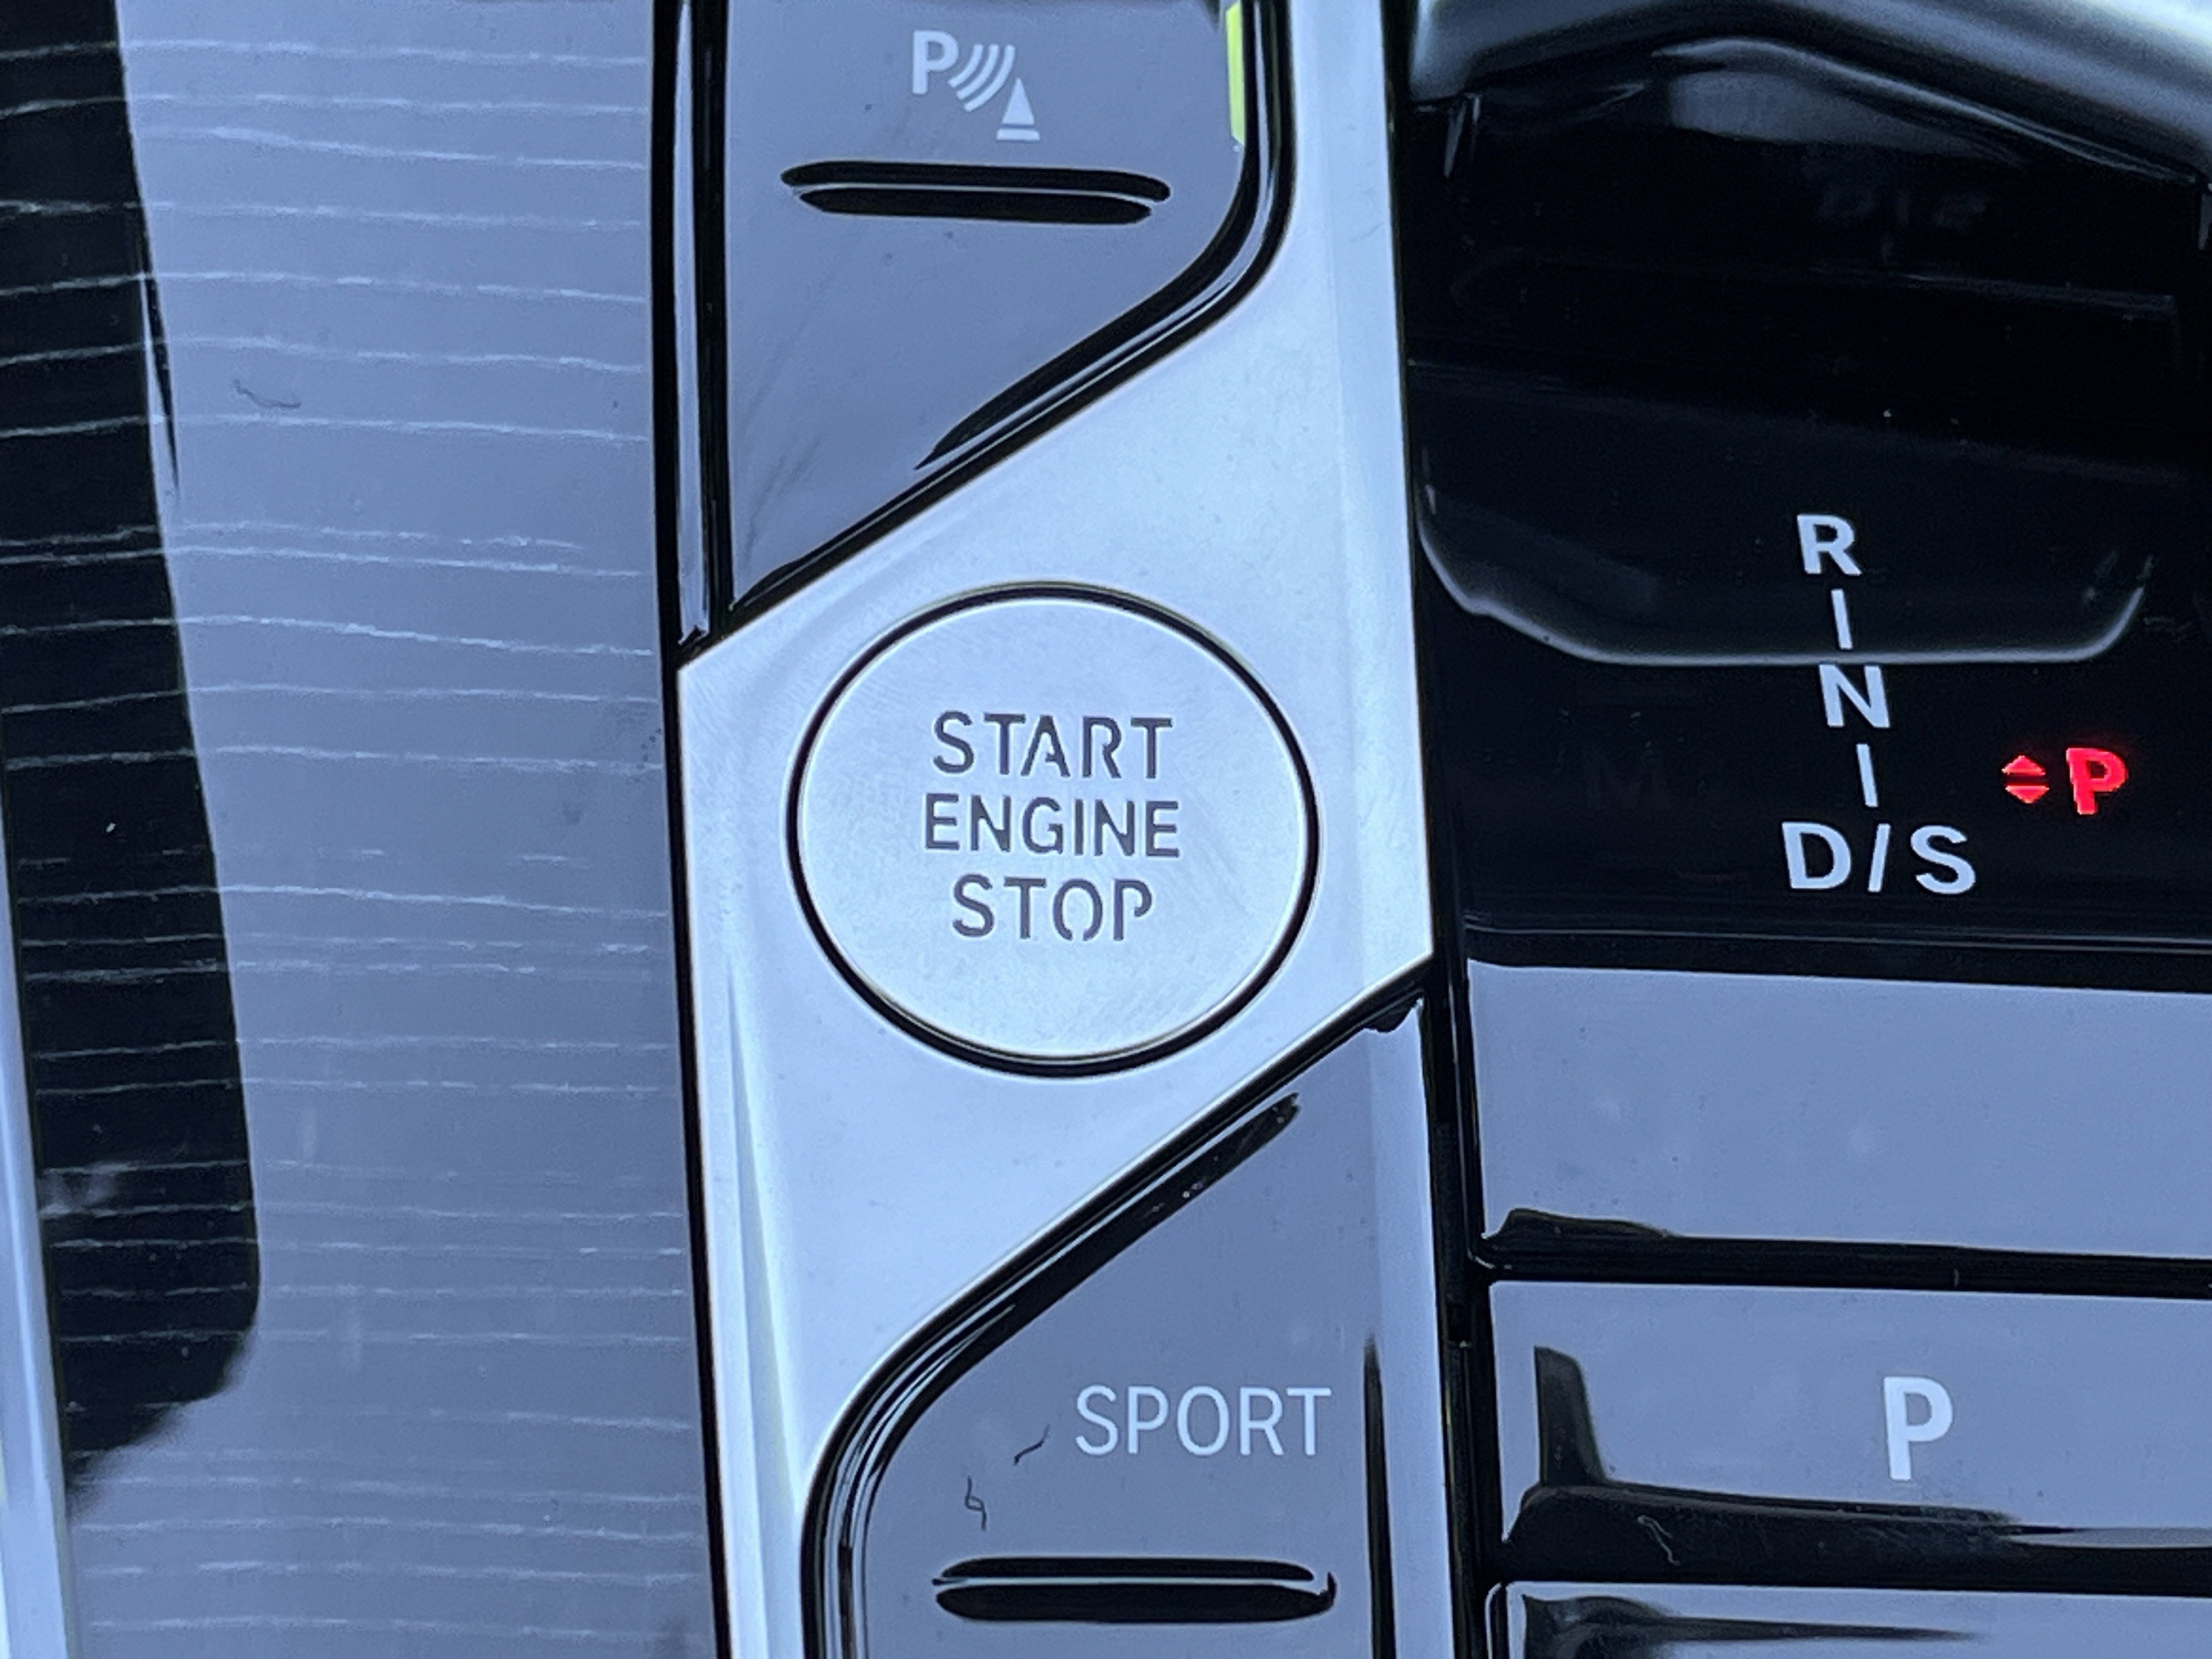 P
START
ENGINE
STOP
R
N
D/S
P
SPORT
P